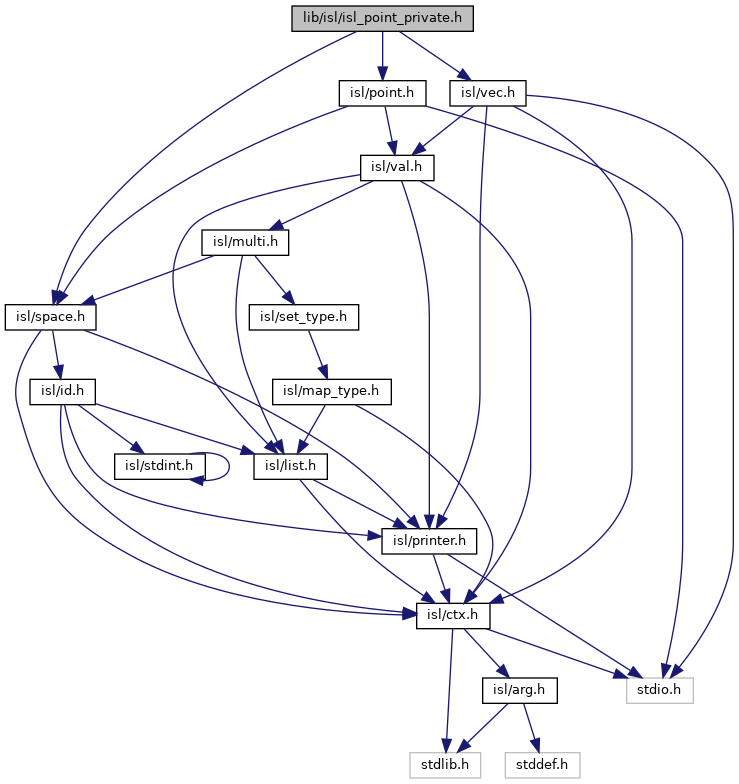 lib/isl/isl_point_private.h
isl/point.h
isl/vec.h
isl/val.h
isl/multi.h
isl/space.h
isl/set_type.h
isl/id.h
isl/map_type.h
isl/stdint.h
isl/list.h
isl/printer.h
isl/ctx.h
isl/arg.h
stdio.h
stdlib.h
stddef.h